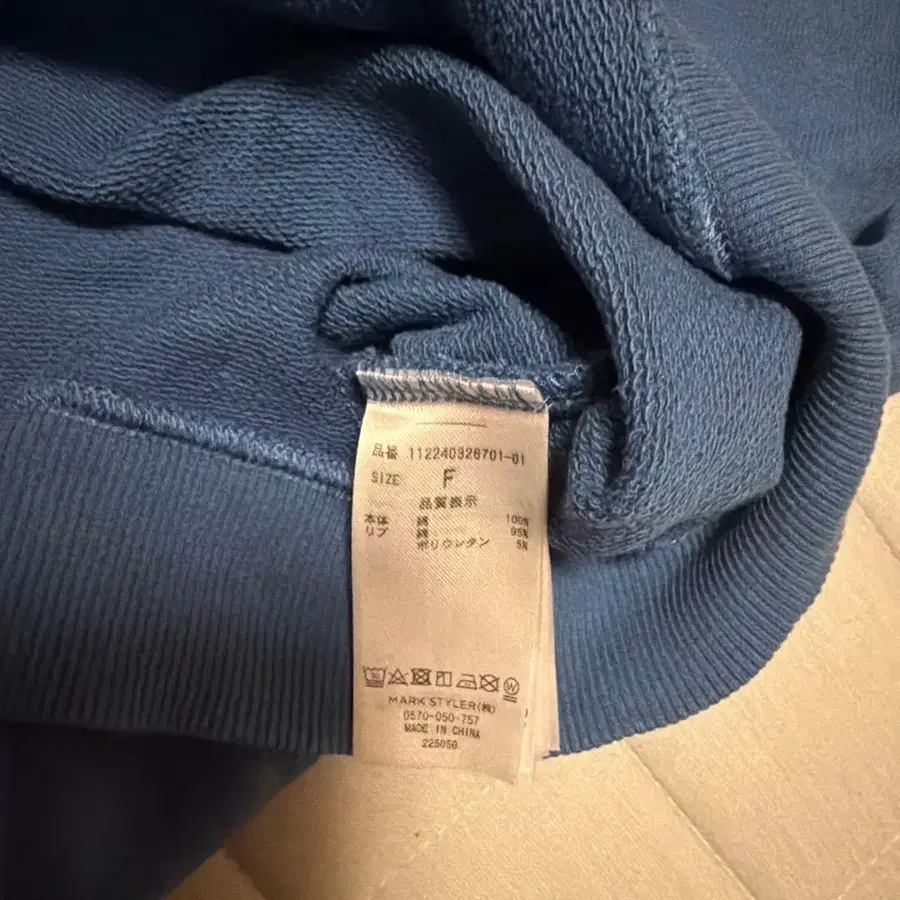 品番 112240326701-01
SIZE F
品質表示
本体 綿 100%
リブ 綿 95%
ポリウレタン 5%
MARK STYLER(株)
0570-050-757
MADE IN CHINA
225050